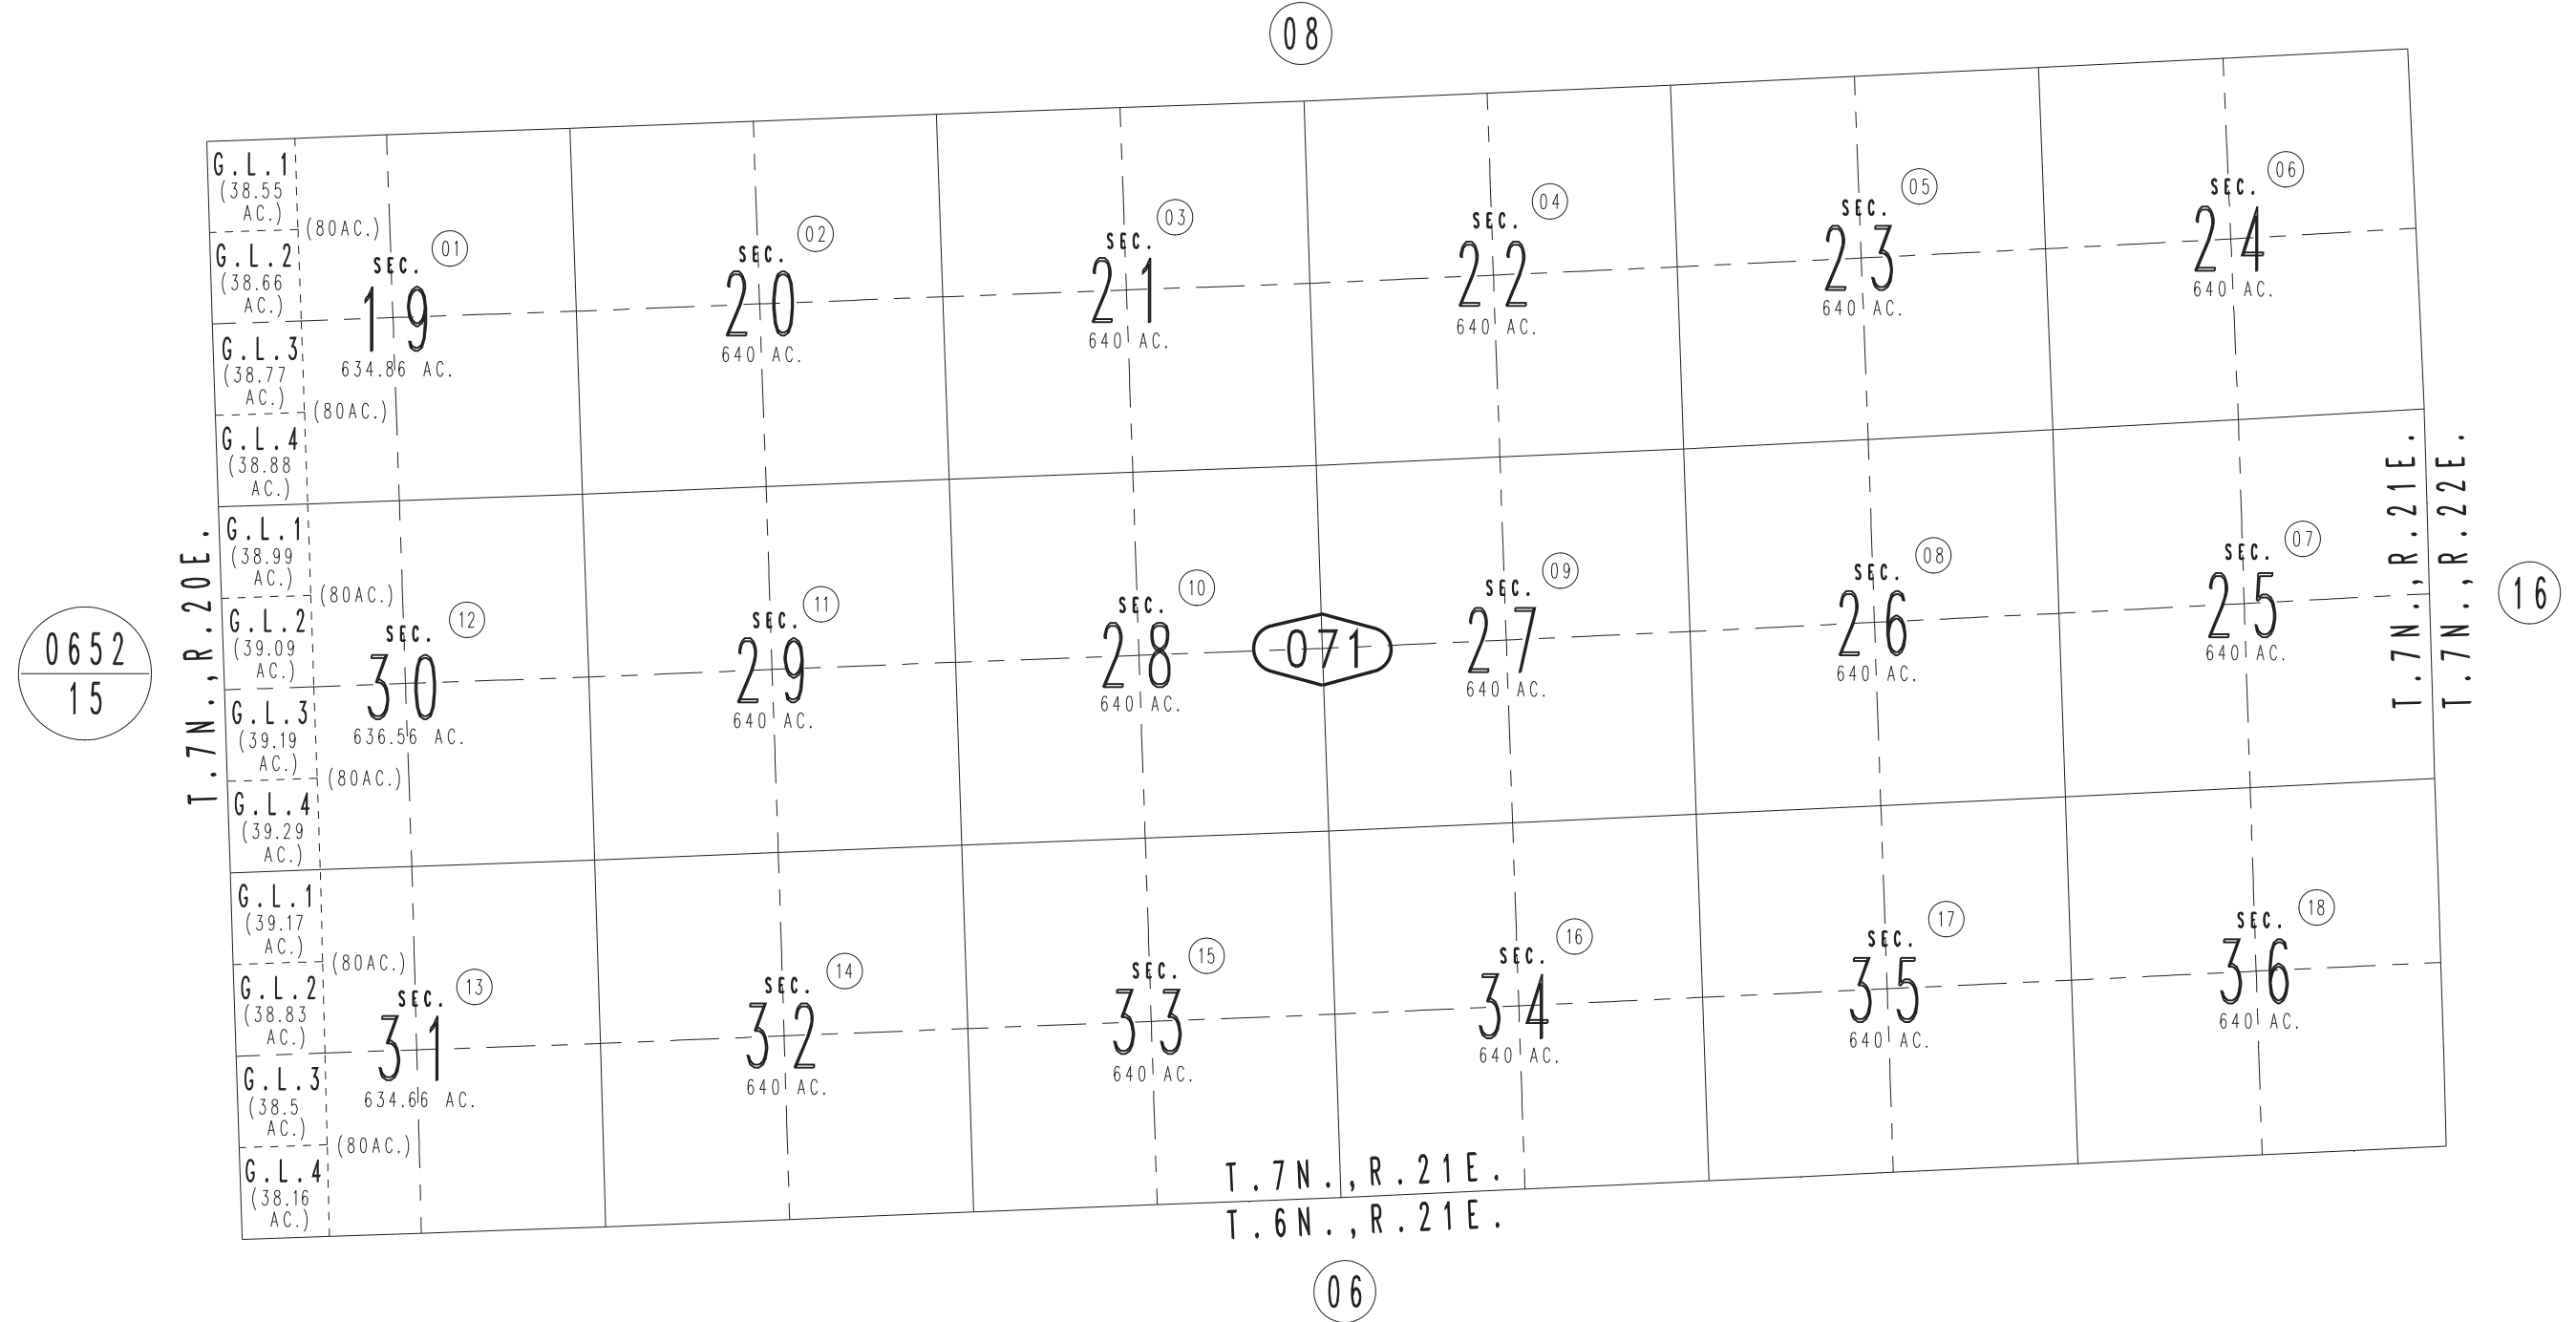 08
G.L.1
(38.55
AC.)
(80AC.)
G.L.2
(38.66
AC.)
SEC.
01
19
634.86 AC.
G.L.3
(38.77
AC.)
(80AC.)
G.L.4
(38.88
AC.)
SEC.
02
20
640 AC.
SEC.
03
21
640 AC.
SEC.
04
22
640 AC.
SEC.
05
23
640 AC.
SEC.
06
24
640 AC.
T.7N.,R.20E.
0652
15
G.L.1
(38.99
AC.)
(80AC.)
G.L.2
(39.09
AC.)
SEC.
12
30
636.56 AC.
G.L.3
(39.19
AC.)
(80AC.)
G.L.4
(39.29
AC.)
SEC.
11
29
640 AC.
SEC.
10
28
640 AC.
071
SEC.
09
27
640 AC.
SEC.
08
26
640 AC.
SEC.
07
25
640 AC.
T.7N.,R.21E.
T.7N.,R.22E.
16
G.L.1
(39.17
AC.)
(80AC.)
G.L.2
(38.83
AC.)
SEC.
13
31
634.66 AC.
G.L.3
(38.5
AC.)
(80AC.)
G.L.4
(38.16
AC.)
SEC.
14
32
640 AC.
SEC.
15
33
640 AC.
SEC.
16
34
640 AC.
SEC.
17
35
640 AC.
SEC.
18
36
640 AC.
T.7N.,R.21E.
T.6N.,R.21E.
06